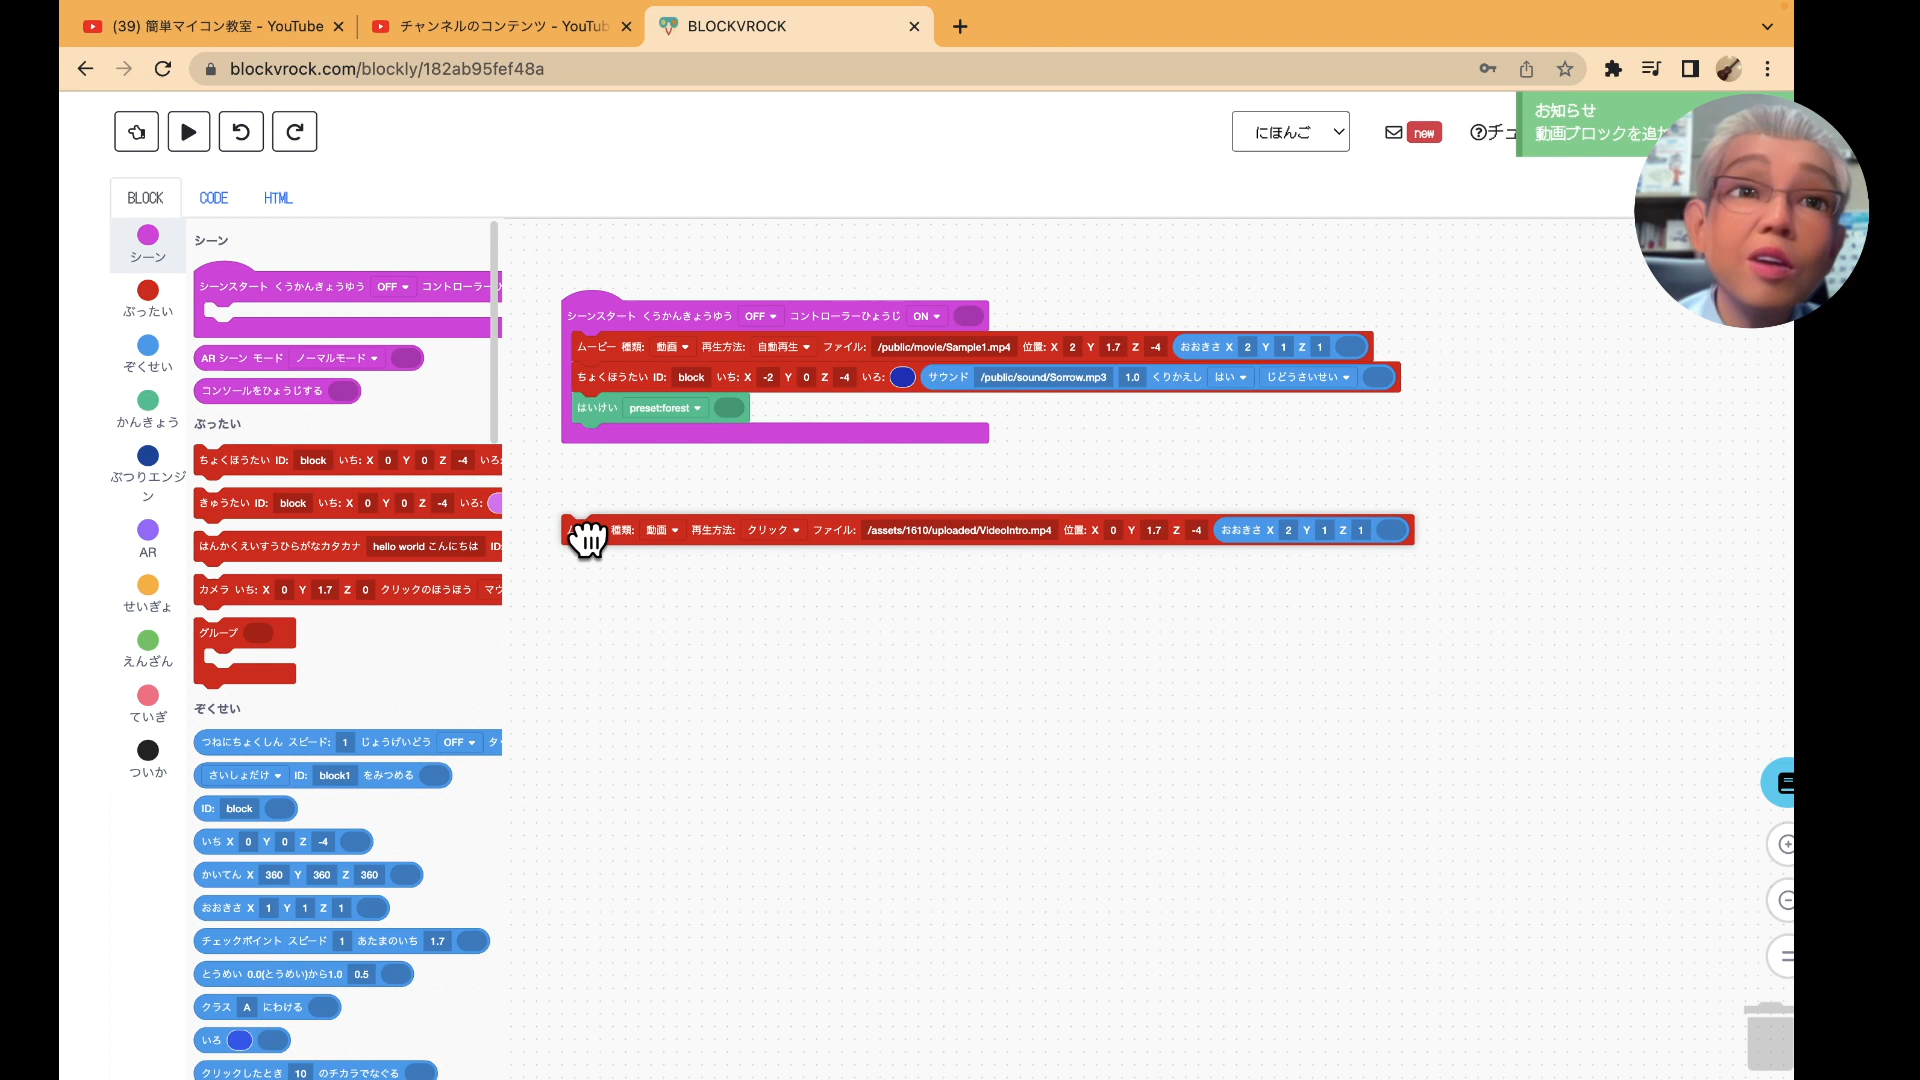 (39) 簡単マイコン教室 - YouTube
チャンネルのコンテンツ - YouTub
BLOCKVROCK
blockvrock.com/blockly/182ab95fef48a
にほんご
new
チュ
お知らせ
動画ブロックを追
BLOCK
CODE
HTML
シーン
ぶったい
ぞくせい
かんきょう
ぶつりエンジ
ン
AR
せいぎょ
えんざん
ていぎ
ついか
シーン
シーンスタート くうかんきょうゆう OFF コントローラー
AR シーン モード ノーマルモード
コンソールをひょうじする
ぶったい
ちょくほうたい ID: block いち: X 0 Y 0 Z -4 いろ:
きゅうたい ID: block いち: X 0 Y 0 Z -4 いろ:
はんかくえいすうひらがなカタカナ hello world こんにちは ID
カメラ いち: X 0 Y 1.7 Z 0 クリックのほうほう マウ
グループ
ぞくせい
つねにちょくしん スピード: 1 じょうげいどう OFF タ
さいしょだけ ID: block1 をみつめる
ID: block
いち X 0 Y 0 Z -4
かいてん X 360 Y 360 Z 360
おおきさ X 1 Y 1 Z 1
チェックポイント スピード 1 あたまのいち 1.7
とうめい 0.0(とうめい)から1.0 0.5
クラス A にわける
いろ
クリックしたとき 10 のチカラでなぐる
シーンスタート くうかんきょうゆう OFF コントローラーひょうじ ON
ムービー 種類: 動画 再生方法: 自動再生 ファイル: /public/movie/Sample1.mp4 位置: X 2 Y 1.7 Z -4 おおきさ X 2 Y 1 Z 1
ちょくほうたい ID: block いち: X -2 Y 0 Z -4 いろ: サウンド /public/sound/Sorrow.mp3 1.0 くりかえし はい じどうさいせい
はいけい preset:forest
種類: 動画 再生方法: クリック ファイル: /assets/1610/uploaded/VideoIntro.mp4 位置: X 0 Y 1.7 Z -4 おおきさ X 2 Y 1 Z 1